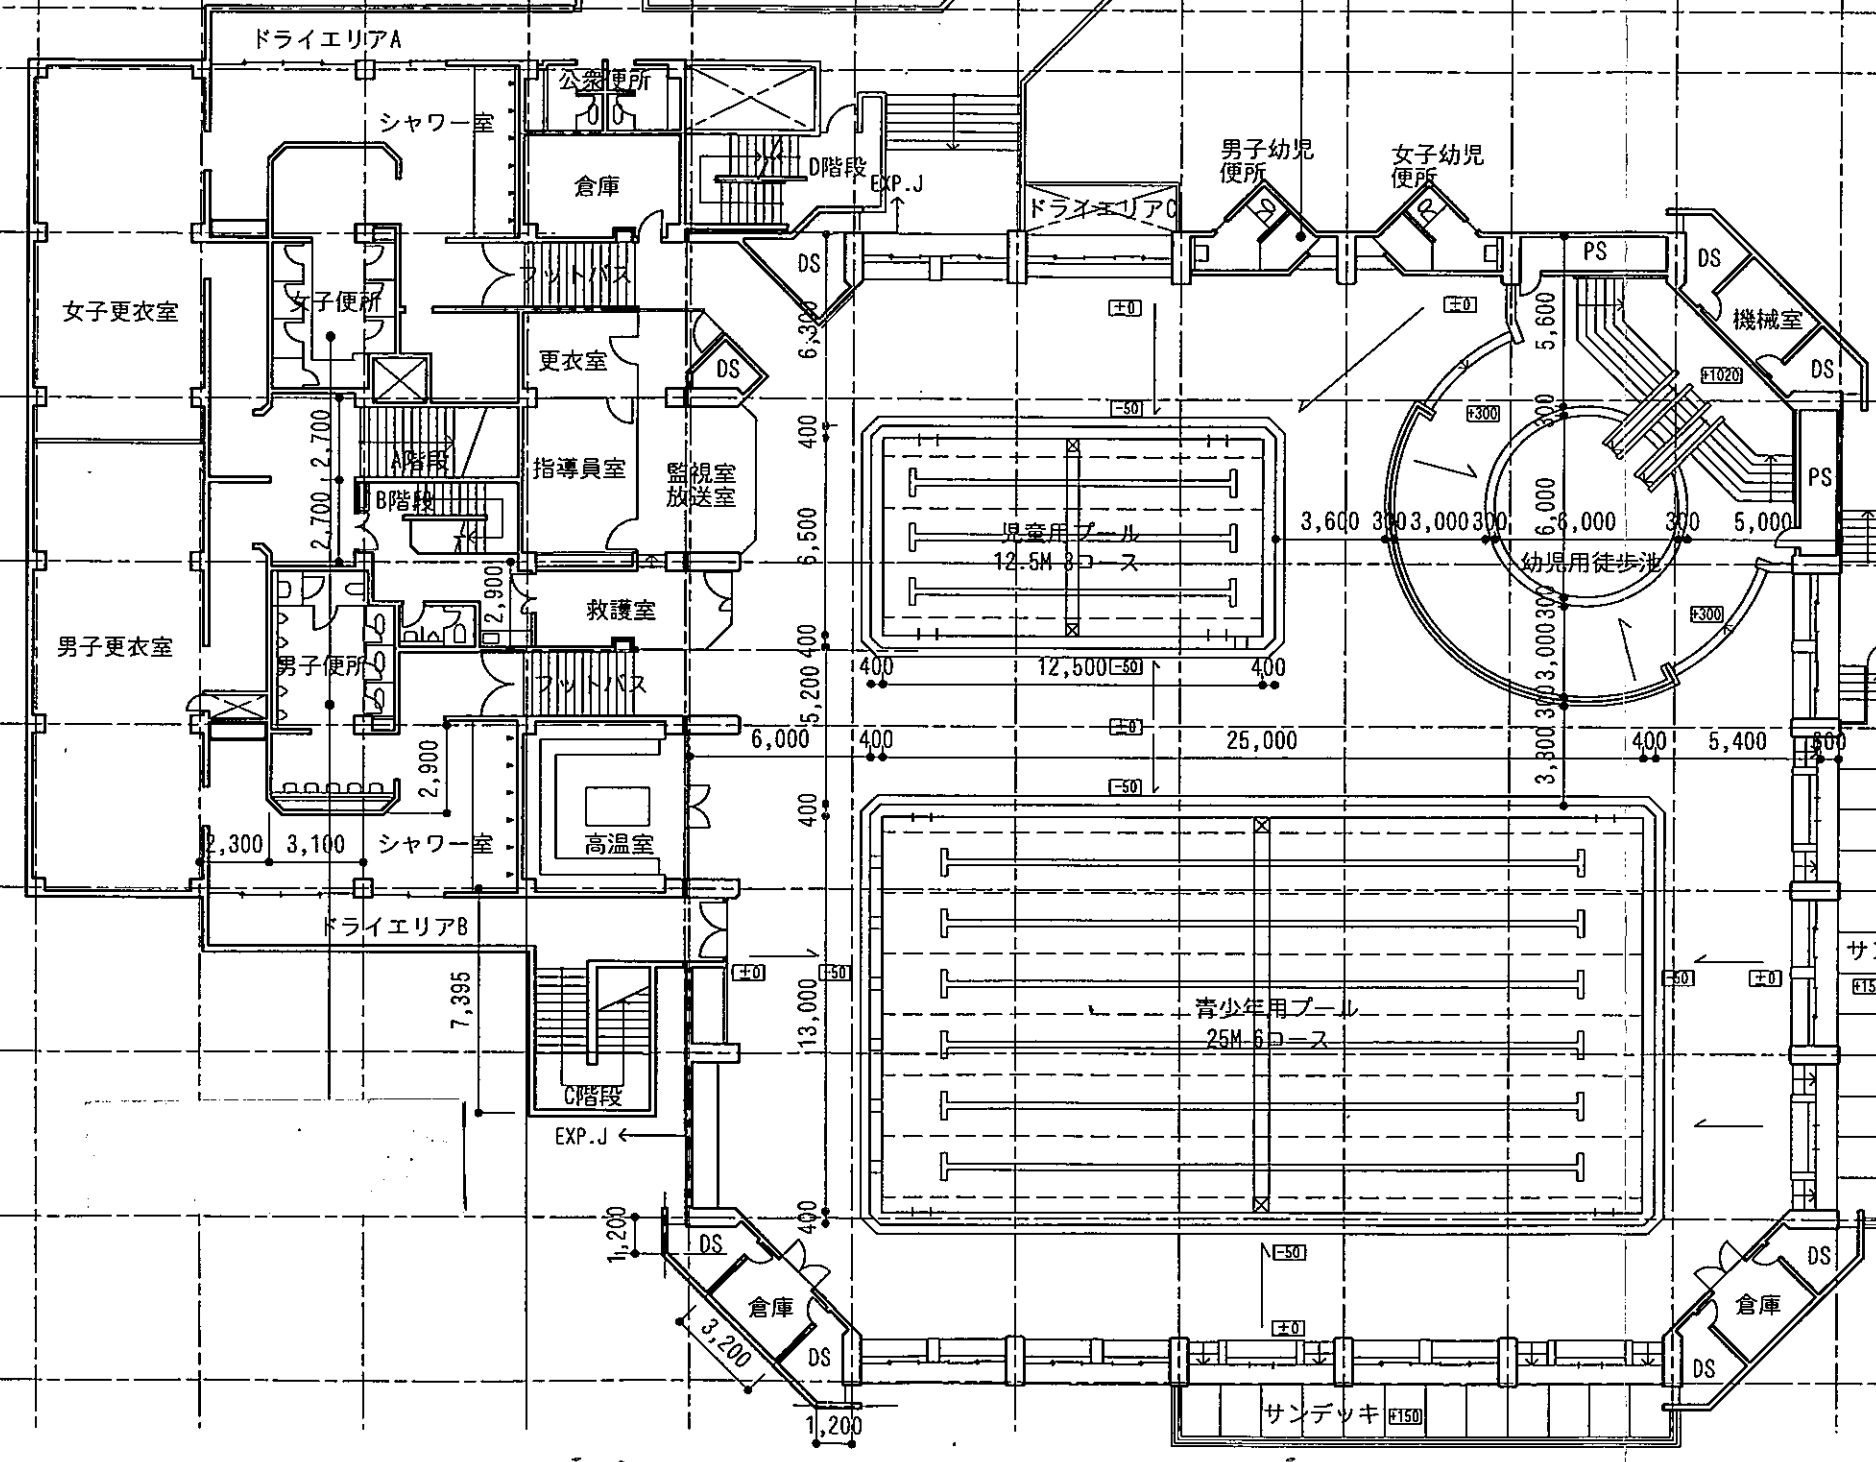 ドライエリアA
公衆便所
シャワー室
倉庫
D階段
EXP.J
男子幼児
便所
女子幼児
便所
ドライエリアC
PS
DS
DS
機械室
DS
女子更衣室
女子便所
フットバス
更衣室
DS
±0
±0
6,300
5,600
+1020
-50
+300
300
400
2,700
A階段
指導員室
監視室
放送室
B階段
2,700
6,500
児童用プール
12.5M 3コース
3,600
300
3,000
300
6,000
6,000
300
5,000
PS
幼児用徒歩池
300
+300
2,900
救護室
男子更衣室
男子便所
フットバス
400
400
12,500
-50
400
3,000
300
5,200
±0
6,000
400
25,000
400
5,400
500
3,800
2,900
-50
400
2,300
3,100
シャワー室
高温室
ドライエリアB
±0
-50
-50
±0
7,395
13,000
青少年用プール
25M 6コース
C階段
EXP.J
1,200
400
DS
-50
DS
倉庫
倉庫
±0
3,200
DS
DS
サンデッキ
+150
1,200